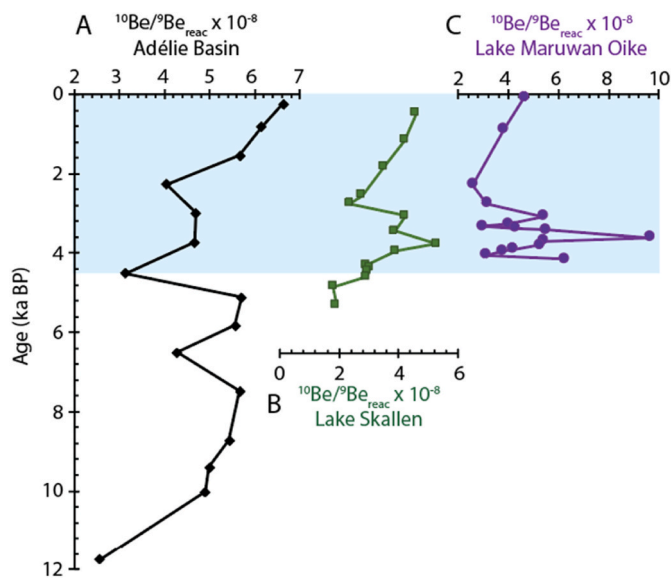 A
¹⁰Be/⁹Be_reac x 10⁻⁸
Adélie Basin
2 3 4 5 6 7
C
¹⁰Be/⁹Be_reac x 10⁻⁸
Lake Maruwan Oike
2 4 6 8 10
Age (ka BP)
0
2
4
6
8
10
12
0 2 4 6
B
¹⁰Be/⁹Be_reac x 10⁻⁸
Lake Skallen